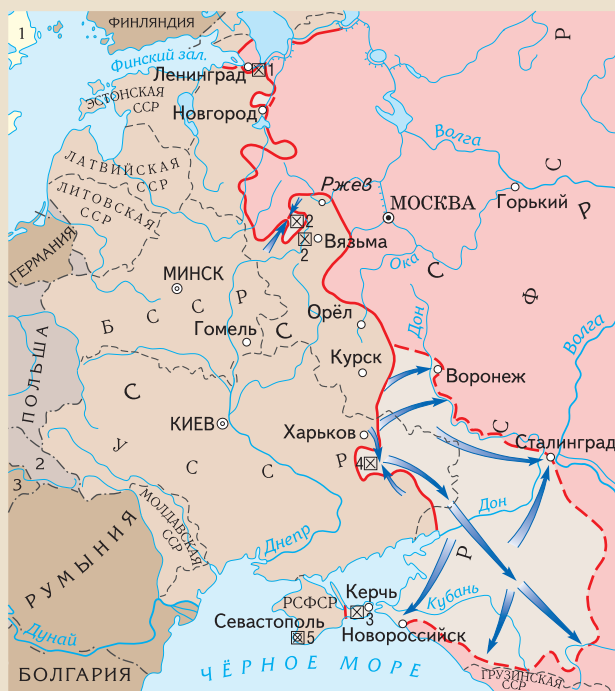 1
ФИНЛЯНДИЯ
Финский зал.
Ленинград
1
ЭСТОНСКАЯ
ССР
Новгород
Р
ЛАТВИЙСКАЯ
ССР
Волга
С
ЛИТОВСКАЯ
ССР
Ржев
МОСКВА
Горький
Р
2
2
Вязьма
ГЕРМАНИЯ
Ока
С
МИНСК
Ф
БССР
Орёл
Дон
Волга
Гомель
С
ПОЛЬША
Курск
Воронеж
С
КИЕВ
Харьков
С
Сталинград
УССР
4
2
3
Дон
МОЛДАВСКАЯ
ССР
РУМЫНИЯ
Днепр
Р
РСФСР
Керчь
3
Кубань
Севастополь
5
Новороссийск
Дунай
ЧЁРНОЕ МОРЕ
ГРУЗИНСКАЯ
ССР
БОЛГАРИЯ